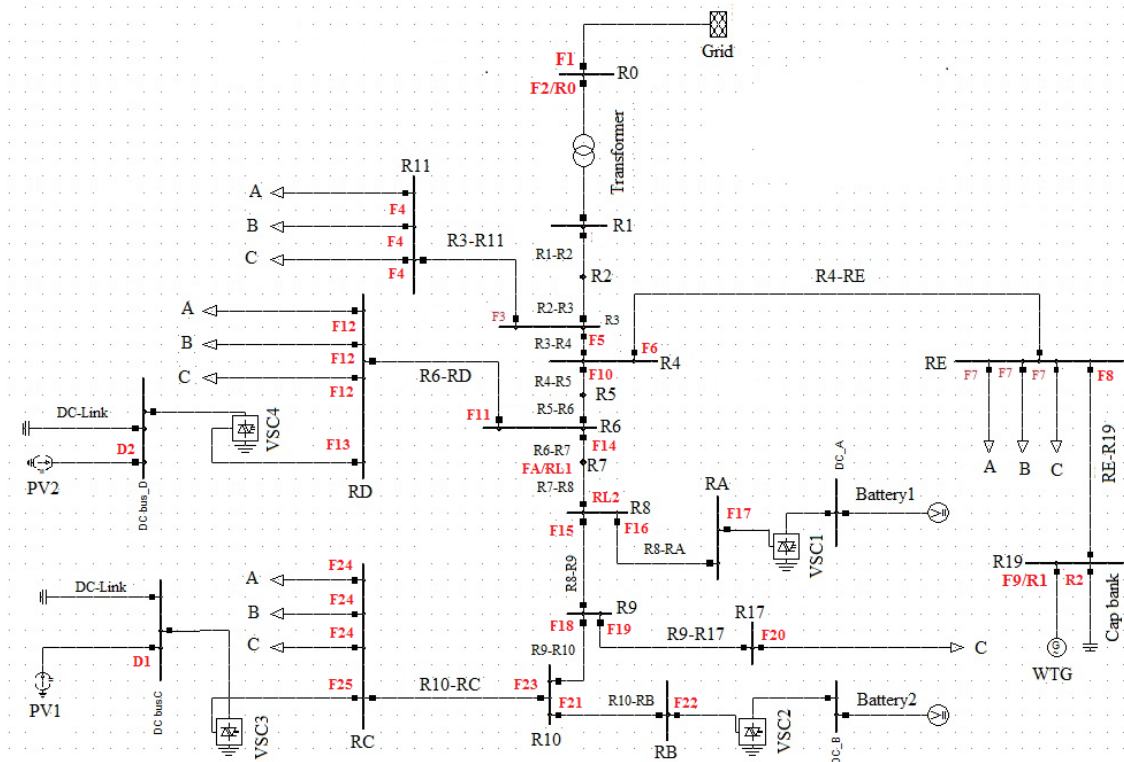 Grid
F1
R0
F2/R0
Transformer
R11
A
F4
R1
B
F4
R3-R11
R1-R2
C
F4
R2
R4-RE
A
R2-R3
F3
R3
F12
F5
B
R3-R4
F6
F12
R4
RE
F7
F7
F7
F8
C
R6-RD
F10
R4-R5
F12
R5
DC-Link
VSC4
F11
R5-R6
R6
F13
R6-R7
F14
D2
FA/RL1
R7
DC_A
A
B
C
RE-R19
PV2
RD
DC bus_D
R7-R8
RA
RL2
R8
F17
Battery1
F15
F16
VSC1
R8-RA
R19
F9/R1
R2
Cap bank
F24
A
DC-Link
R8-R9
F24
B
R9
R17
F18
F19
F24
C
R9-R17
F20
C
WTG
R9-R10
D1
F25
R10-RC
F23
F21
R10-RB
F22
Battery2
PV1
DC busC
VSC3
RC
R10
RB
VSC2
DC_B